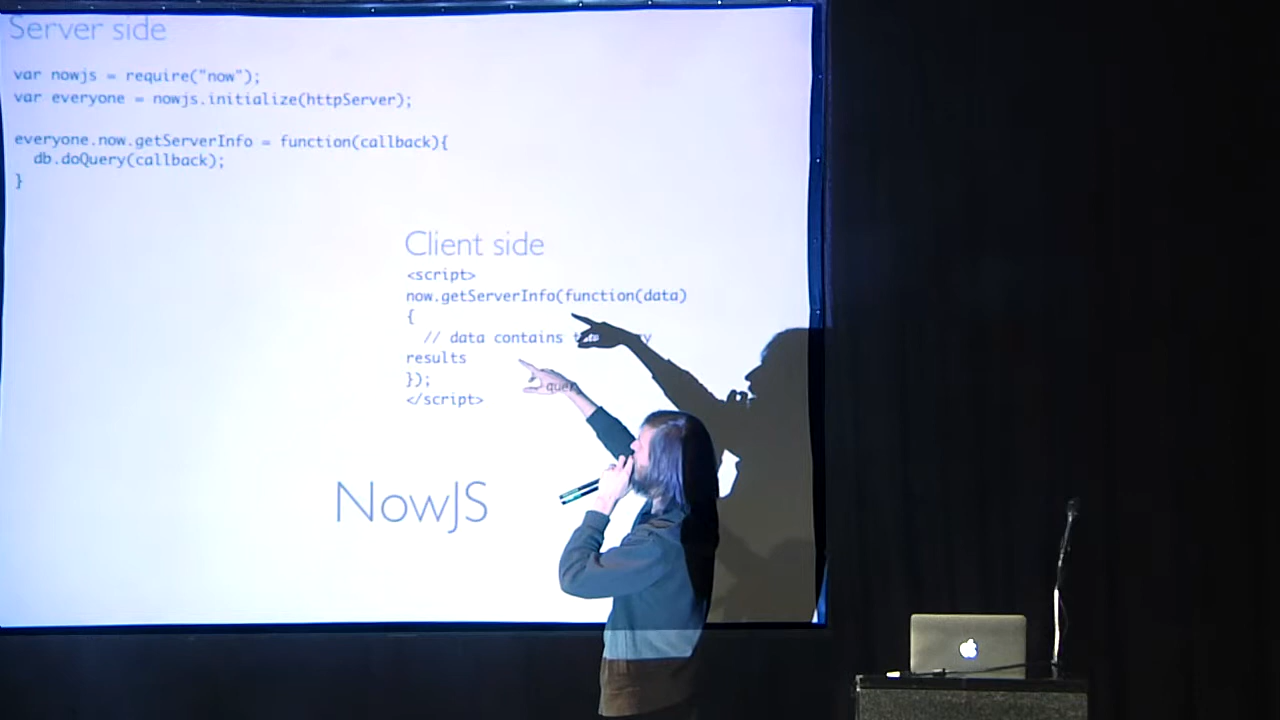 Server side
var nowjs = require("now");
var everyone = nowjs.initialize(httpServer);
everyone.now.getServerInfo = function(callback){
db.doQuery(callback);
}
Client side
<script>
now.getServerInfo(function(data)
{
// data contains
results
});
</script>
NowJS